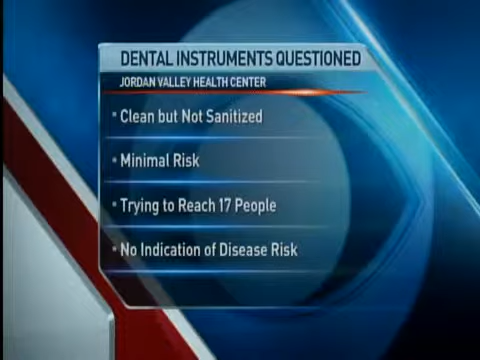 DENTAL INSTRUMENTS QUESTIONED
JORDAN VALLEY HEALTH CENTER
• Clean but Not Sanitized
• Minimal Risk
• Trying to Reach 17 People
• No Indication of Disease Risk